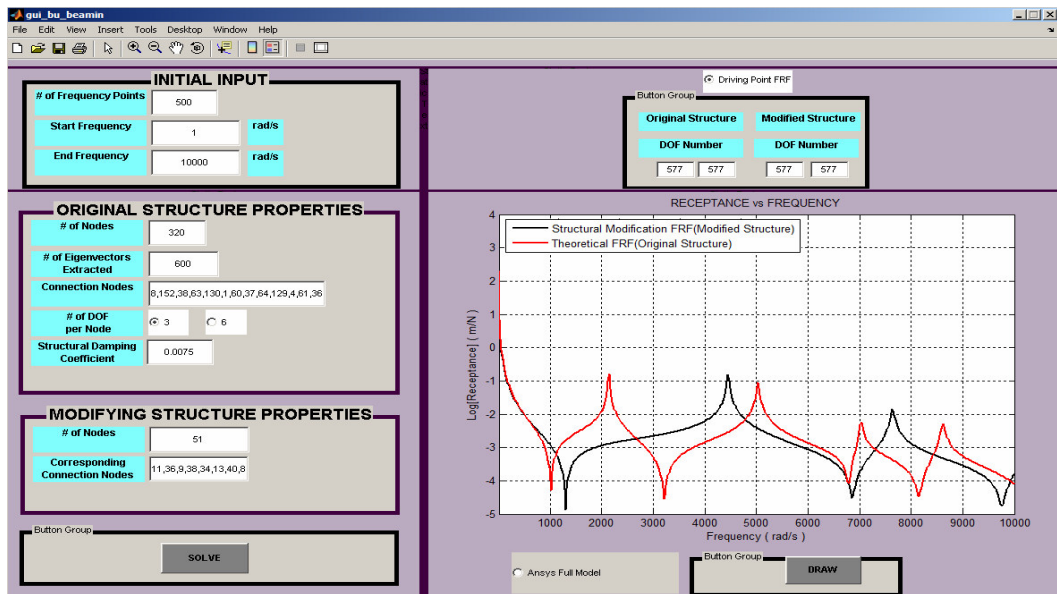 gui_bu_beamin
File Edit View Insert Tools Desktop Window Help
INITIAL INPUT
# of Frequency Points
500
Start Frequency
1
rad/s
End Frequency
10000
rad/s
ORIGINAL STRUCTURE PROPERTIES
# of Nodes
320
# of Eigenvectors
Extracted
600
Connection Nodes
8,152,38,63,130,1,60,37,64,129,4,61,36
# of DOF
per Node
3
6
Structural Damping
Coefficient
0.0075
MODIFYING STRUCTURE PROPERTIES
# of Nodes
51
Corresponding
Connection Nodes
11,36,9,38,34,13,40,8
Button Group
SOLVE
Driving Point FRF
Button Group
Original Structure
Modified Structure
DOF Number
DOF Number
577
577
577
577
RECEPTANCE vs FREQUENCY
Structural Modification FRF(Modified Structure)
Theoretical FRF(Original Structure)
Log[Receptance] ( m/N )
4
3
2
1
0
-1
-2
-3
-4
-5
1000 2000 3000 4000 5000 6000 7000 8000 9000 10000
Frequency ( rad/s )
Ansys Full Model
Button Group
DRAW